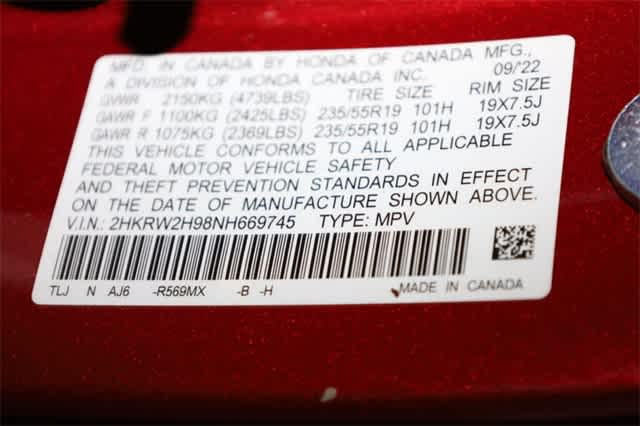 MFD. IN CANADA BY HONDA OF CANADA MFG.,
A DIVISION OF HONDA CANADA INC. 09/'22
GVWR 2150KG (4739LBS) TIRE SIZE RIM SIZE
GAWR F 1100KG (2425LBS) 235/55R19 101H 19X7.5J
GAWR R 1075KG (2369LBS) 235/55R19 101H 19X7.5J
THIS VEHICLE CONFORMS TO ALL APPLICABLE
FEDERAL MOTOR VEHICLE SAFETY
AND THEFT PREVENTION STANDARDS IN EFFECT
ON THE DATE OF MANUFACTURE SHOWN ABOVE.
V.I.N.: 2HKRW2H98NH669745 TYPE: MPV
TLJ N AJ6 -R569MX -B -H MADE IN CANADA